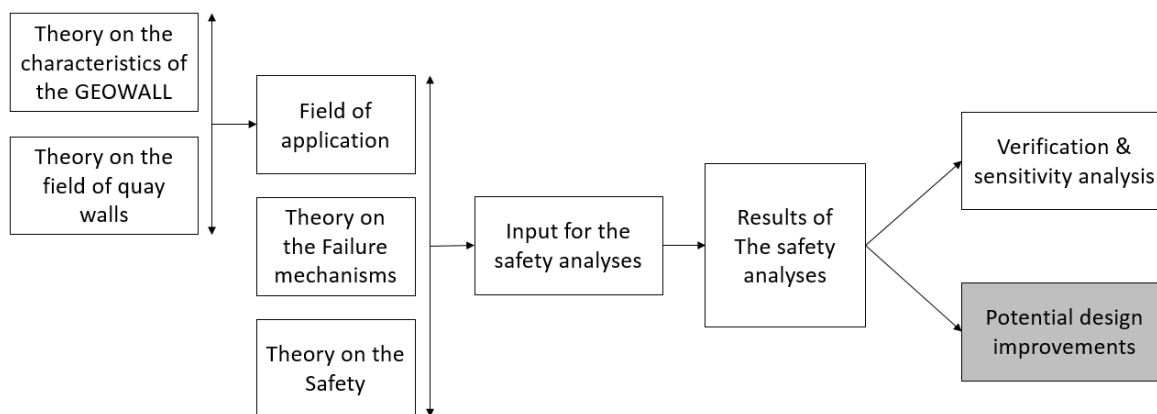 Theory on the
characteristics of
the GEOWALL
Theory on the
field of quay
walls
Field of
application
Theory on
the Failure
mechanisms
Theory on the
Safety
Input for the
safety analyses
Results of
The safety
analyses
Verification &
sensitivity analysis
Potential design
improvements